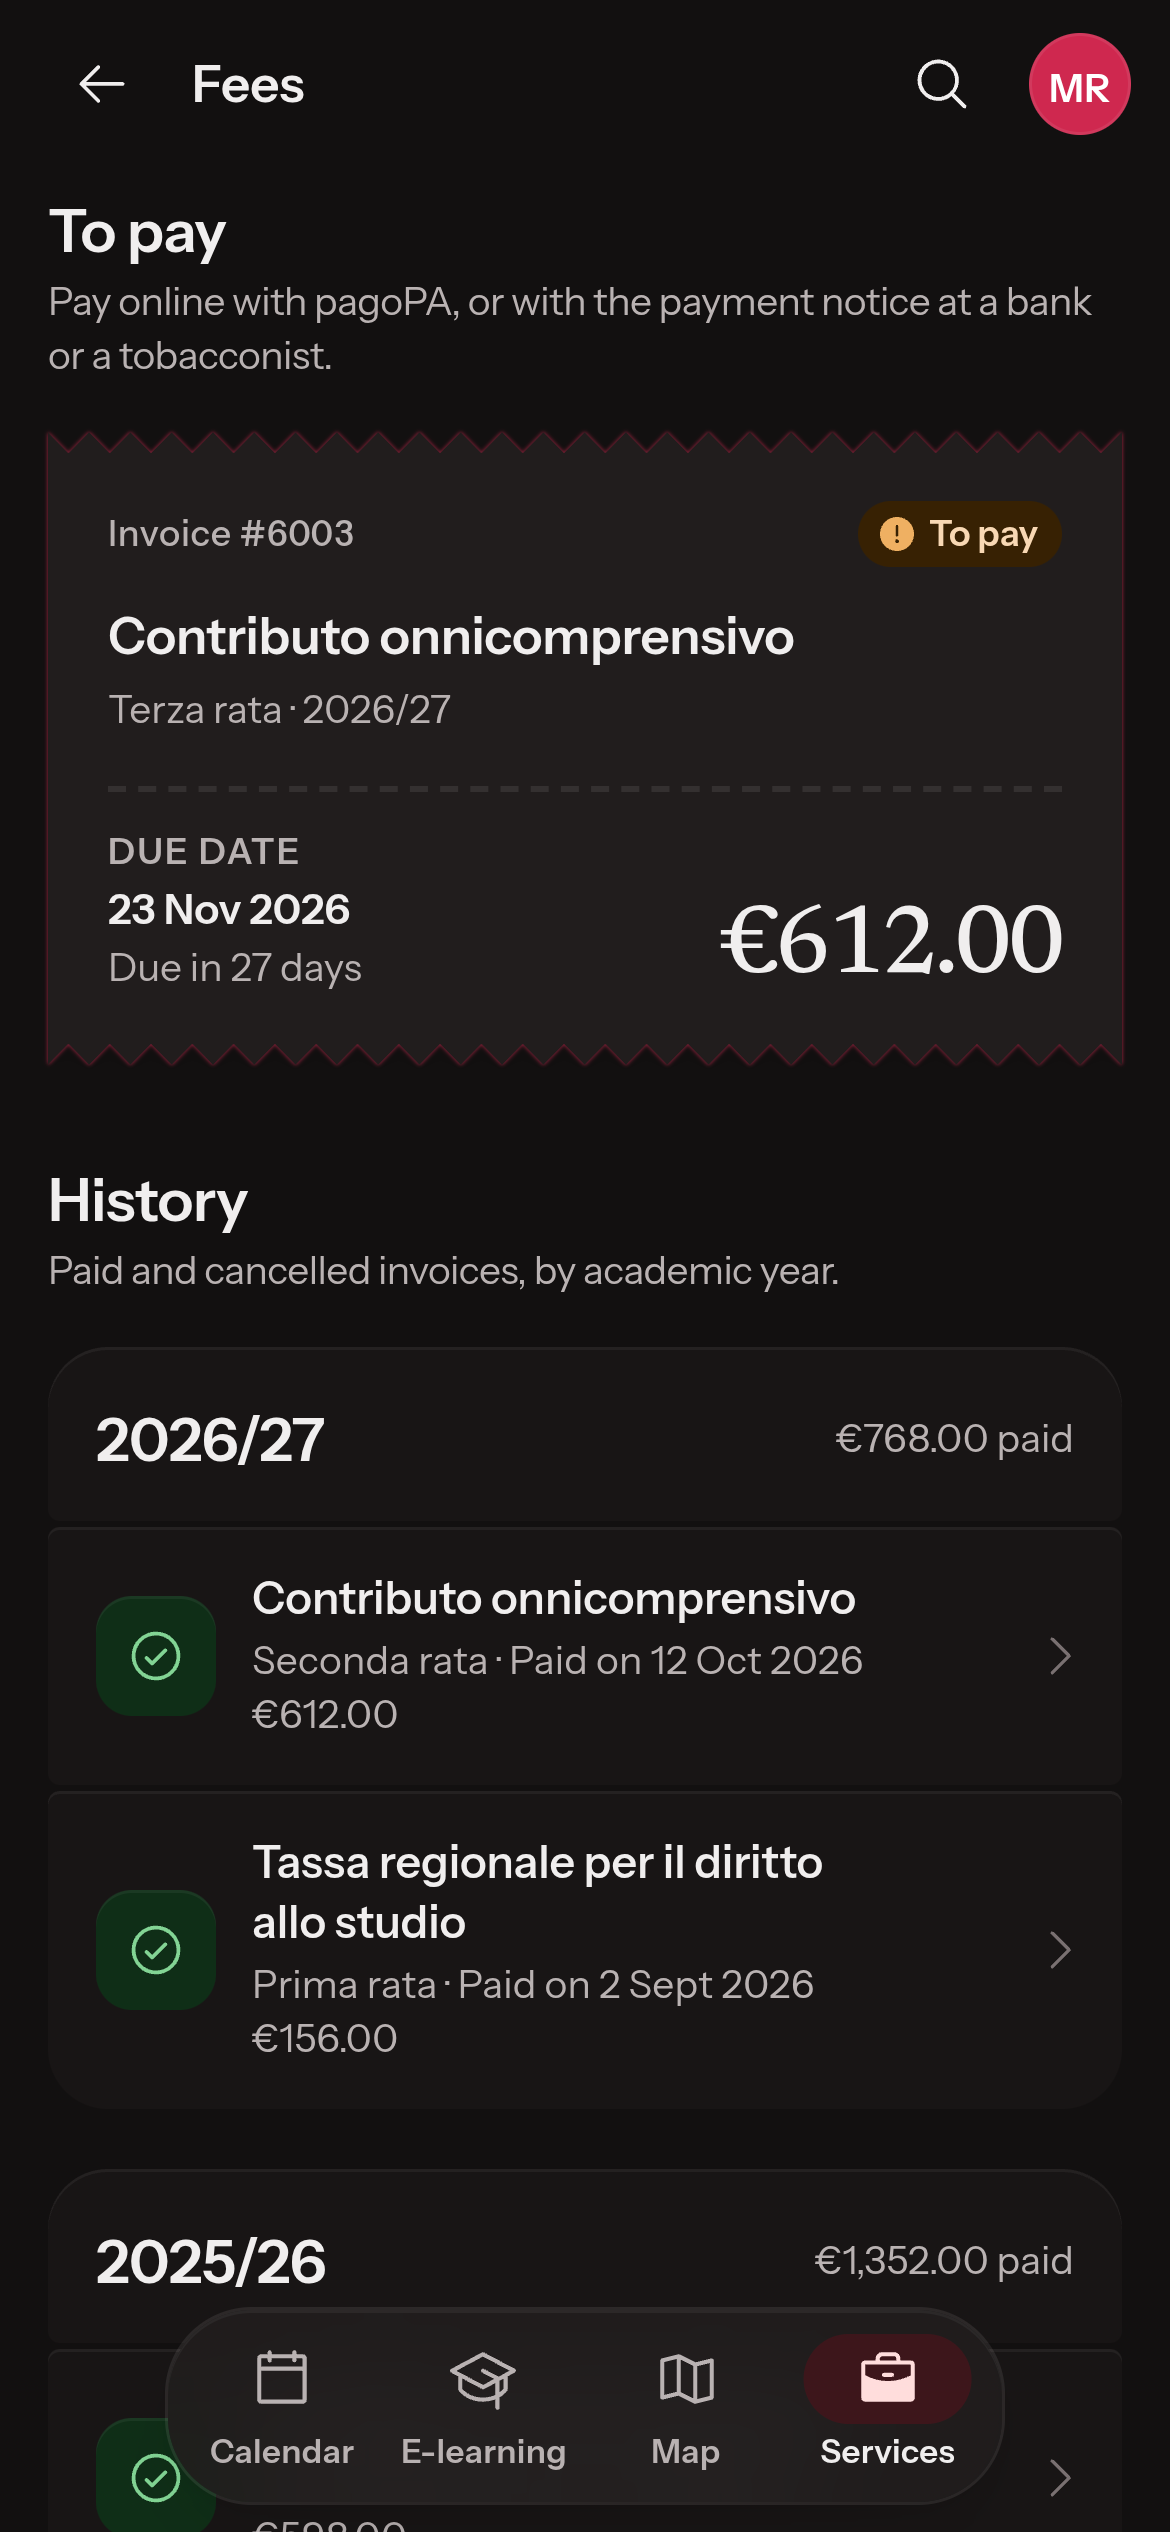 Fees
MR
To pay
Pay online with pagoPA, or with the payment notice at a bank
or a tobacconist.
Invoice #6003
To pay
Contributo onnicomprensivo
Terza rata · 2026/27
DUE DATE
23 Nov 2026
Due in 27 days
€612.00
History
Paid and cancelled invoices, by academic year.
2026/27
€768.00 paid
Contributo onnicomprensivo
Seconda rata · Paid on 12 Oct 2026
€612.00
Tassa regionale per il diritto
allo studio
Prima rata · Paid on 2 Sept 2026
€156.00
2025/26
€1,352.00 paid
Calendar
E-learning
Map
Services